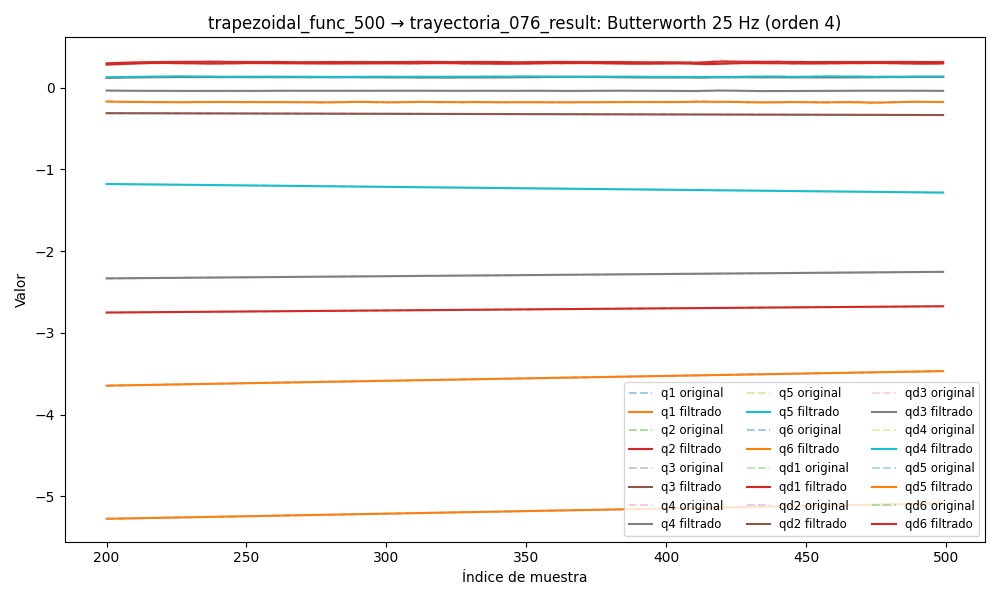 trapezoidal_func_500 → trayectoria_076_result: Butterworth 25 Hz (orden 4)
Valor
0
−1
−2
−3
−4
−5
200
250
300
350
400
450
500
Índice de muestra
q1 original
q1 filtrado
q2 original
q2 filtrado
q3 original
q3 filtrado
q4 original
q4 filtrado
q5 original
q5 filtrado
q6 original
q6 filtrado
qd1 original
qd1 filtrado
qd2 original
qd2 filtrado
qd3 original
qd3 filtrado
qd4 original
qd4 filtrado
qd5 original
qd5 filtrado
qd6 original
qd6 filtrado